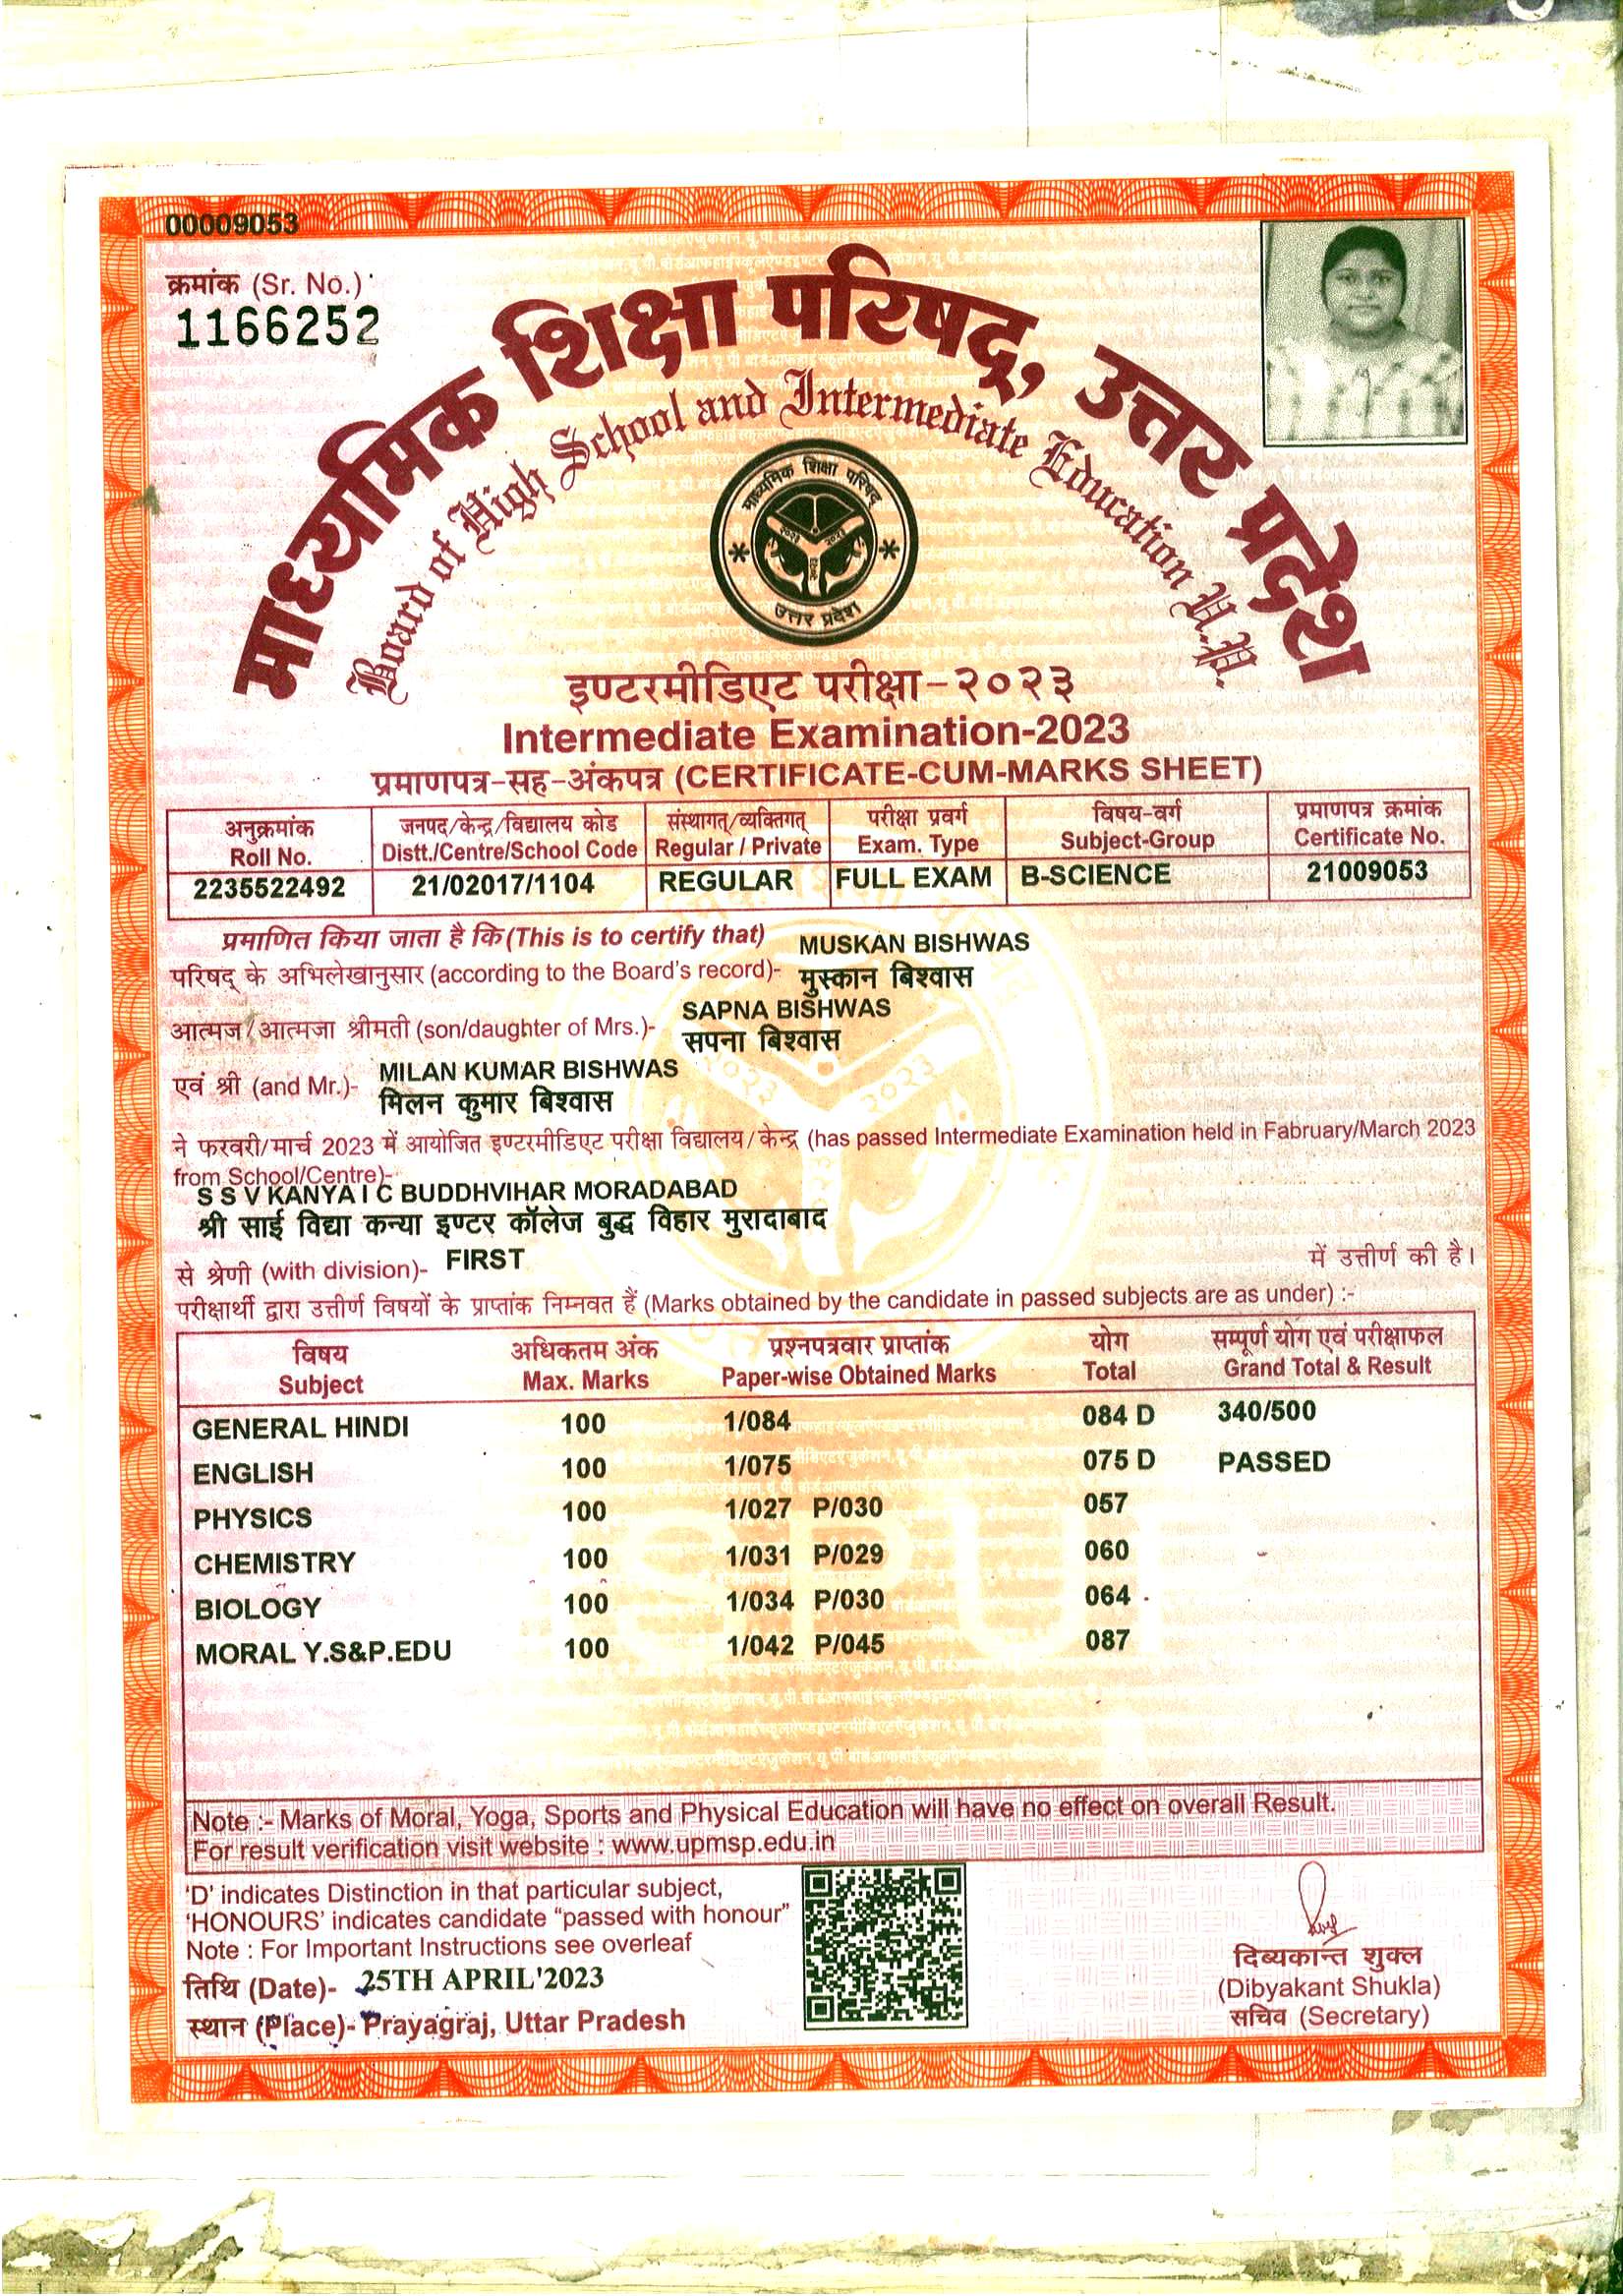 00009053
क्रमांक (Sr. No.)
1166252
माध्यमिक शिक्षा परिषद्, उत्तर प्रदेश
Board of High School and Intermediate Education U.P.
माध्यमिक शिक्षा परिषद्
उत्तर प्रदेश
इण्टरमीडिएट परीक्षा-२०२३
Intermediate Examination-2023
प्रमाणपत्र-सह-अंकपत्र (CERTIFICATE-CUM-MARKS SHEET)
अनुक्रमांक जनपद/केन्द्र/विद्यालय कोड संस्थागत्/व्यक्तिगत् परीक्षा प्रवर्ग विषय-वर्ग प्रमाणपत्र क्रमांक
Roll No. Distt./Centre/School Code Regular / Private Exam. Type Subject-Group Certificate No.
2235522492 21/02017/1104 REGULAR FULL EXAM B-SCIENCE 21009053
प्रमाणित किया जाता है कि (This is to certify that) MUSKAN BISHWAS
परिषद् के अभिलेखानुसार (according to the Board's record)- मुस्कान बिश्वास
SAPNA BISHWAS
आत्मज/आत्मजा श्रीमती (son/daughter of Mrs.)- सपना बिश्वास
MILAN KUMAR BISHWAS
एवं श्री (and Mr.)- मिलन कुमार बिश्वास
ने फरवरी/मार्च 2023 में आयोजित इण्टरमीडिएट परीक्षा विद्यालय/केन्द्र (has passed Intermediate Examination held in Fabruary/March 2023
from School/Centre)-
S S V KANYA I C BUDDHVIHAR MORADABAD
श्री साई विद्या कन्या इण्टर कॉलेज बुद्ध विहार मुरादाबाद
से श्रेणी (with division)- FIRST में उत्तीर्ण की है।
परीक्षार्थी द्वारा उत्तीर्ण विषयों के प्राप्तांक निम्नवत हैं (Marks obtained by the candidate in passed subjects are as under) :-
विषय अधिकतम अंक प्रश्नपत्रवार प्राप्तांक योग सम्पूर्ण योग एवं परीक्षाफल
Subject Max. Marks Paper-wise Obtained Marks Total Grand Total & Result
GENERAL HINDI 100 1/084 084 D 340/500
ENGLISH 100 1/075 075 D PASSED
PHYSICS 100 1/027 P/030 057
CHEMISTRY 100 1/031 P/029 060
BIOLOGY 100 1/034 P/030 064
MORAL Y.S&P.EDU 100 1/042 P/045 087
Note :- Marks of Moral, Yoga, Sports and Physical Education will have no effect on overall Result.
For result verification visit website : www.upmsp.edu.in
'D' indicates Distinction in that particular subject,
'HONOURS' indicates candidate "passed with honour"
Note : For Important Instructions see overleaf
तिथि (Date)- 25TH APRIL'2023
स्थान (Place)- Prayagraj, Uttar Pradesh
दिब्यकान्त शुक्ल
(Dibyakant Shukla)
सचिव (Secretary)